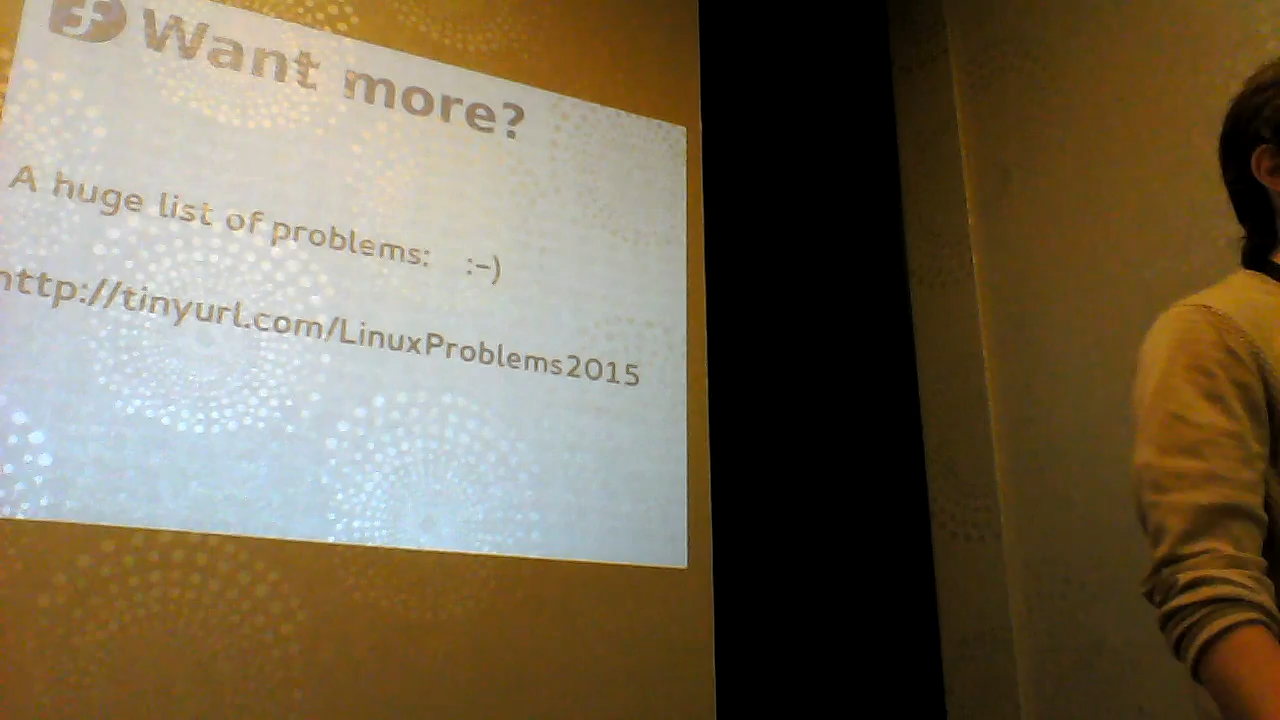 Want more?
A huge list of problems: :-)
http://tinyurl.com/LinuxProblems2015